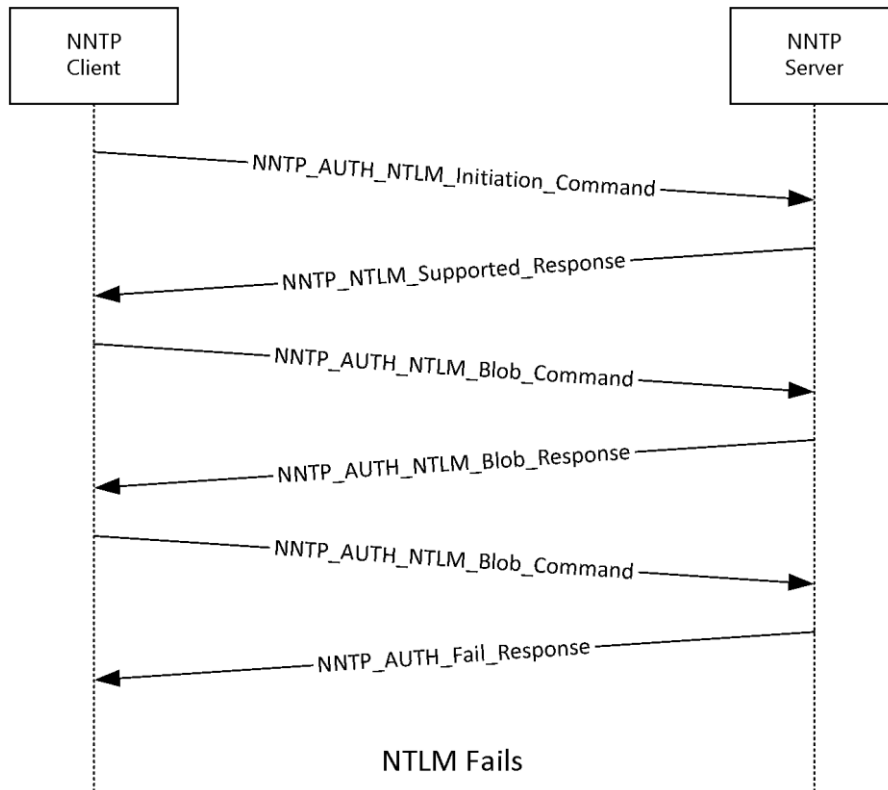 NNTP
Client
NNTP
Server
NNTP_AUTH_NTLM_Initiation_Command
NNTP_NTLM_Supported_Response
NNTP_AUTH_NTLM_Blob_Command
NNTP_AUTH_NTLM_Blob_Response
NNTP_AUTH_NTLM_Blob_Command
NNTP_AUTH_Fail_Response
NTLM Fails